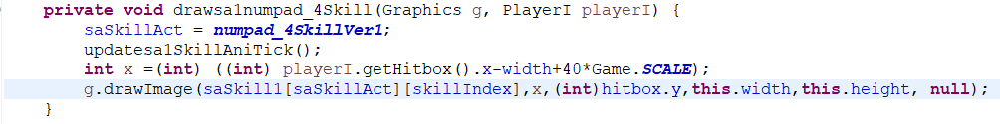 private void drawsa1numpad_4Skill(Graphics g, PlayerI playerI) {
saSkillAct = numpad_4SkillVer1;
updatesa1SkillAniTick();
int x =(int) ((int) playerI.getHitbox().x-width+40*Game.SCALE);
g.drawImage(saSkill1[saSkillAct][skillIndex],x,(int)hitbox.y,this.width,this.height, null);
}